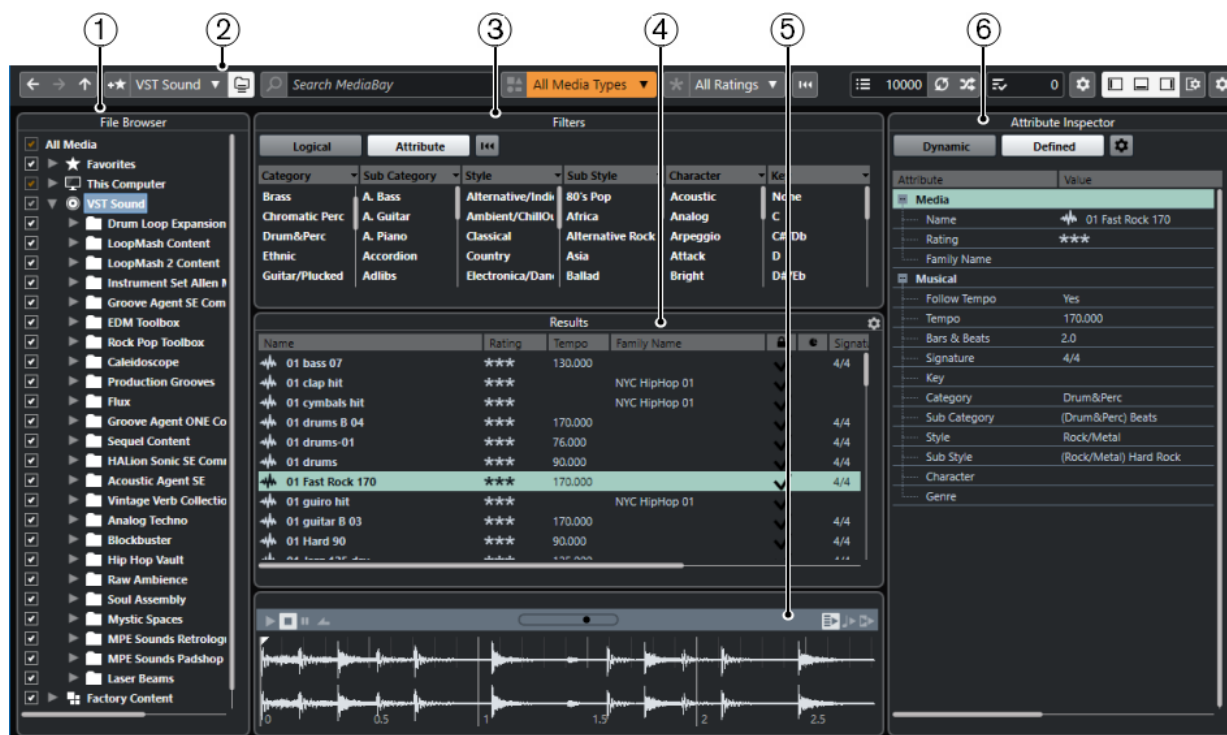 1 2 3 4 5 6
VST Sound
Search MediaBay
All Media Types
All Ratings
10000
0
File Browser
All Media
Favorites
This Computer
VST Sound
Drum Loop Expansion
LoopMash Content
LoopMash 2 Content
Instrument Set Allen
Groove Agent SE Com
EDM Toolbox
Rock Pop Toolbox
Caleidoscope
Production Grooves
Flux
Groove Agent ONE Co
Sequel Content
HALion Sonic SE Com
Acoustic Agent SE
Vintage Verb Collectio
Analog Techno
Blockbuster
Hip Hop Vault
Raw Ambience
Soul Assembly
Mystic Spaces
MPE Sounds Retrolog
MPE Sounds Padshop
Laser Beams
Factory Content
Filters
Logical Attribute
Category Sub Category Style Sub Style Character
Brass A. Bass Alternative/Indi 80's Pop Acoustic
Chromatic Perc A. Guitar Ambient/ChillO Africa Analog C
Drum&Perc A. Piano Classical Alternative Rock Arpeggio
Ethnic Accordion Country Asia Attack D
Guitar/Plucked Adlibs Electronica/Dan Ballad Bright
Results
Name Rating Tempo Family Name Signat
01 bass 07 *** 130.000 4/4
01 clap hit *** NYC HipHop 01
01 cymbals hit *** NYC HipHop 01
01 drums B 04 *** 170.000 4/4
01 drums-01 *** 76.000 4/4
01 drums *** 90.000 4/4
01 Fast Rock 170 *** 170.000 4/4
01 guiro hit *** NYC HipHop 01
01 guitar B 03 *** 170.000 4/4
01 Hard 90 *** 90.000 4/4
0 0.5 1 1.5 2 2.5
Attribute Inspector
Dynamic Defined
Attribute Value
Media
Name 01 Fast Rock 170
Rating ***
Family Name
Musical
Follow Tempo Yes
Tempo 170.000
Bars & Beats 2.0
Signature 4/4
Key
Category Drum&Perc
Sub Category (Drum&Perc) Beats
Style Rock/Metal
Sub Style (Rock/Metal) Hard Rock
Character
Genre